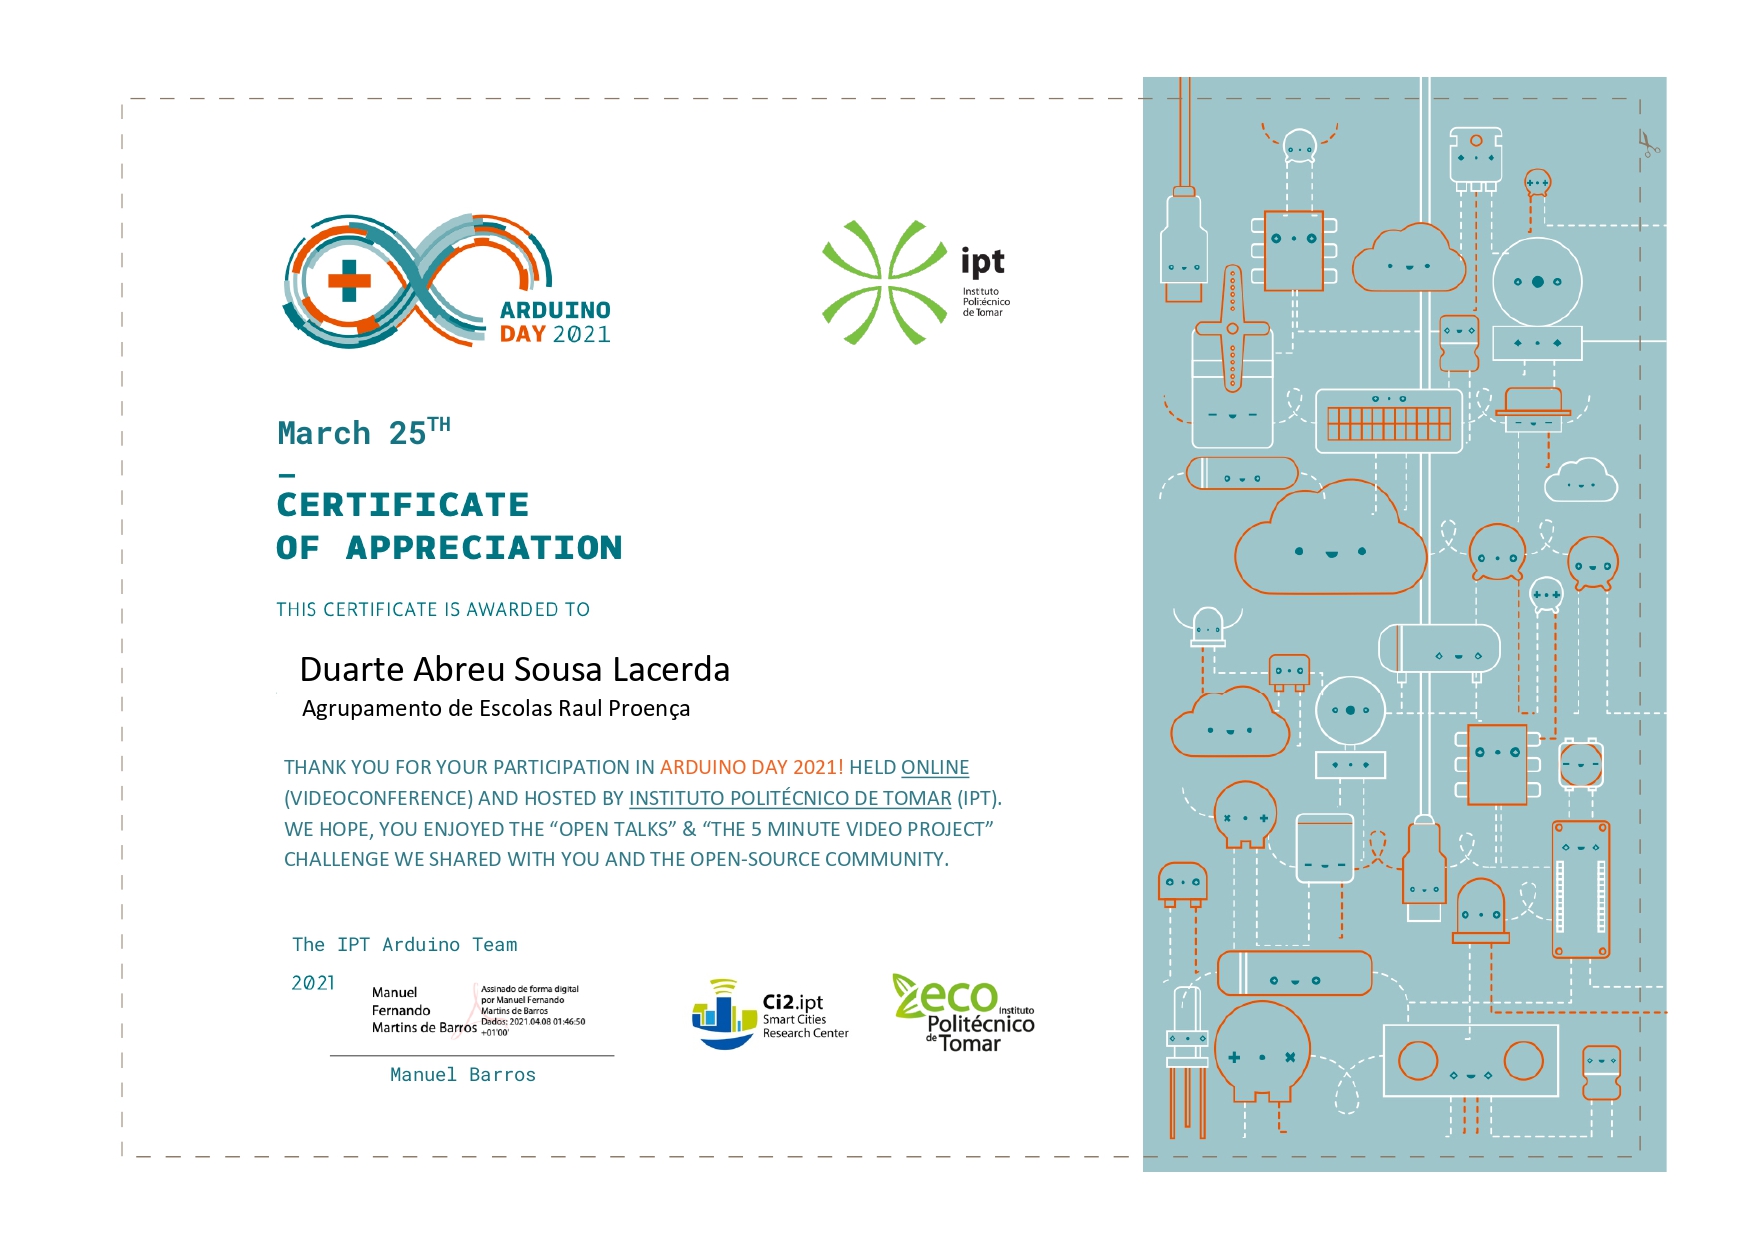 ARDUINO
DAY 2021
ipt
Instituto
Politécnico
de Tomar
March 25TH
–
CERTIFICATE
OF APPRECIATION
THIS CERTIFICATE IS AWARDED TO
Duarte Abreu Sousa Lacerda
Agrupamento de Escolas Raul Proença
THANK YOU FOR YOUR PARTICIPATION IN ARDUINO DAY 2021! HELD ONLINE
(VIDEOCONFERENCE) AND HOSTED BY INSTITUTO POLITÉCNICO DE TOMAR (IPT).
WE HOPE, YOU ENJOYED THE “OPEN TALKS” & “THE 5 MINUTE VIDEO PROJECT”
CHALLENGE WE SHARED WITH YOU AND THE OPEN-SOURCE COMMUNITY.
The IPT Arduino Team
2021
Manuel
Fernando
Martins de Barros
Assinado de forma digital
por Manuel Fernando
Martins de Barros
Dados: 2021.04.08 01:46:50
+01'00'
Manuel Barros
Ci2.ipt
Smart Cities
Research Center
eco
Instituto
Politécnico
de Tomar